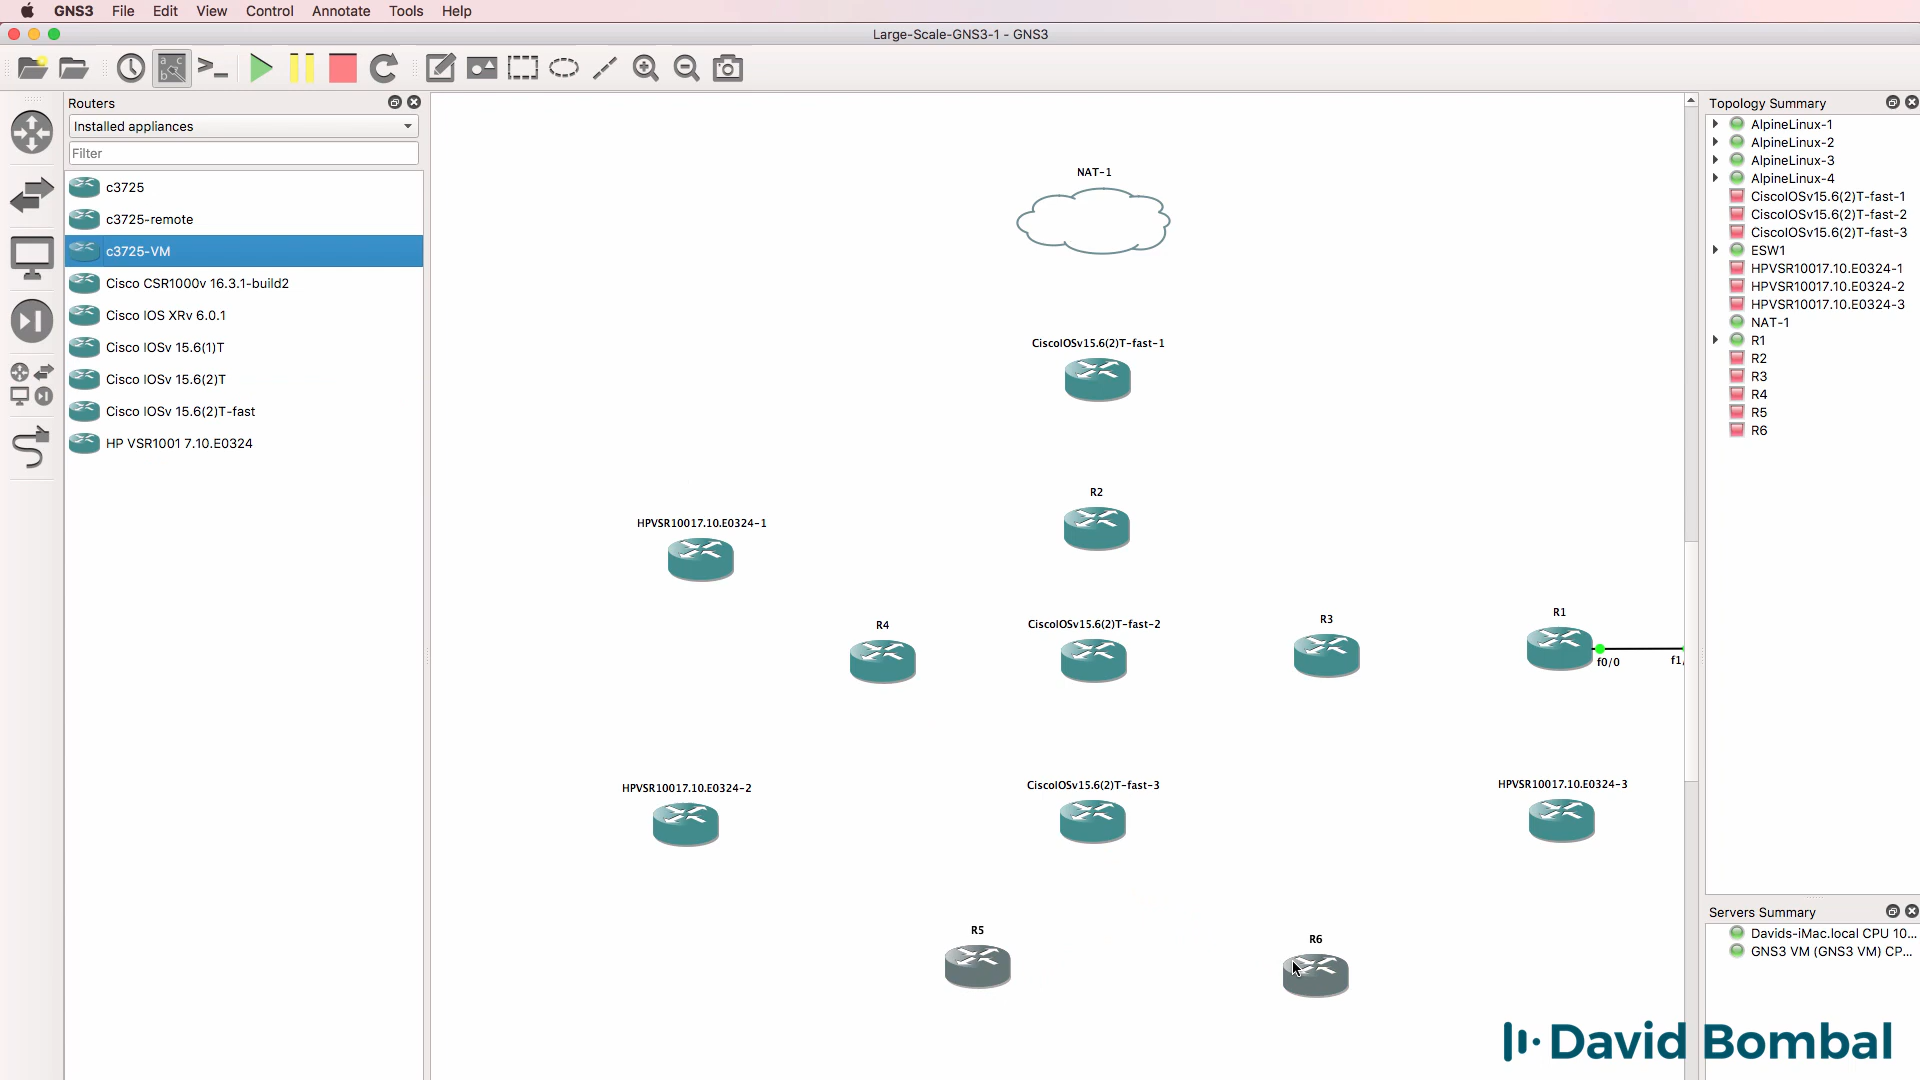 GNS3 File Edit View Control Annotate Tools Help
Large-Scale-GNS3-1 - GNS3
Routers
Installed appliances
Filter
c3725
c3725-remote
c3725-VM
Cisco CSR1000v 16.3.1-build2
Cisco IOS XRv 6.0.1
Cisco IOSv 15.6(1)T
Cisco IOSv 15.6(2)T
Cisco IOSv 15.6(2)T-fast
HP VSR1001 7.10.E0324
NAT-1
CiscoIOSv15.6(2)T-fast-1
R2
HPVSR10017.10.E0324-1
R4
CiscoIOSv15.6(2)T-fast-2
R3
R1
f0/0
f1/
HPVSR10017.10.E0324-2
CiscoIOSv15.6(2)T-fast-3
HPVSR10017.10.E0324-3
R5
R6
Topology Summary
AlpineLinux-1
AlpineLinux-2
AlpineLinux-3
AlpineLinux-4
CiscoIOSv15.6(2)T-fast-1
CiscoIOSv15.6(2)T-fast-2
CiscoIOSv15.6(2)T-fast-3
ESW1
HPVSR10017.10.E0324-1
HPVSR10017.10.E0324-2
HPVSR10017.10.E0324-3
NAT-1
R1
R2
R3
R4
R5
R6
Servers Summary
Davids-iMac.local CPU 10...
GNS3 VM (GNS3 VM) CP...
David Bombal